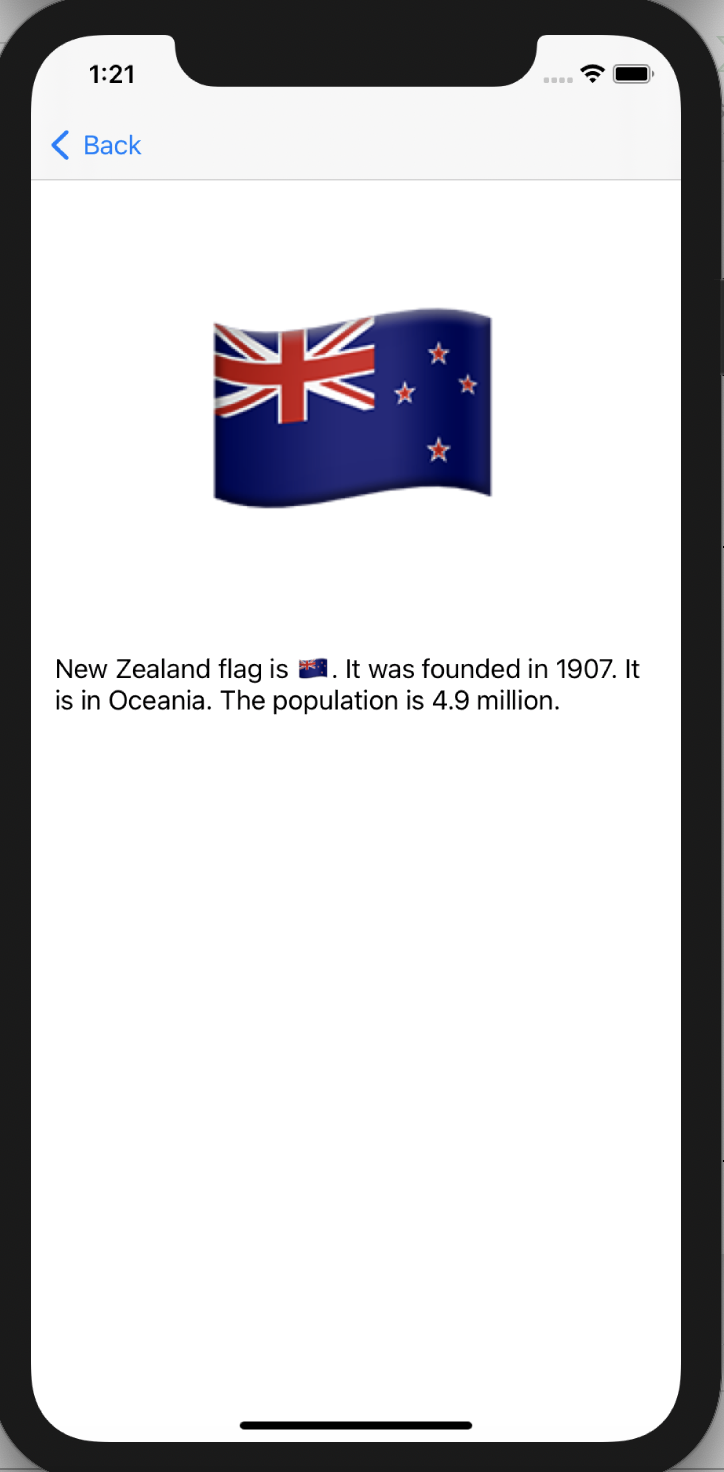 1:21
Back
New Zealand flag is 🇳🇿. It was founded in 1907. It
is in Oceania. The population is 4.9 million.